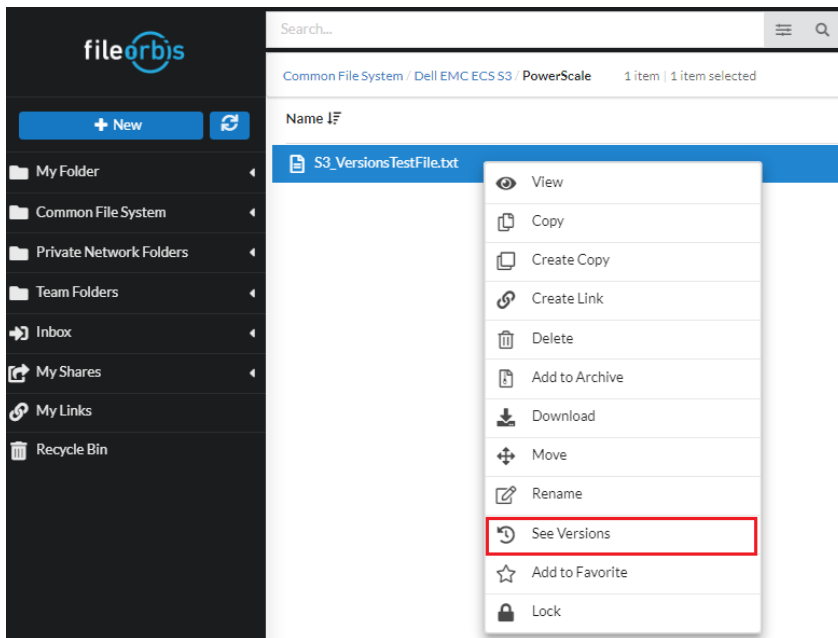 fileorbis
Search...
Common File System / Dell EMC ECS S3 / PowerScale 1 item | 1 item selected
New
Name
My Folder
Common File System
Private Network Folders
Team Folders
Inbox
My Shares
My Links
Recycle Bin
S3_VersionsTestFile.txt
View
Copy
Create Copy
Create Link
Delete
Add to Archive
Download
Move
Rename
See Versions
Add to Favorite
Lock